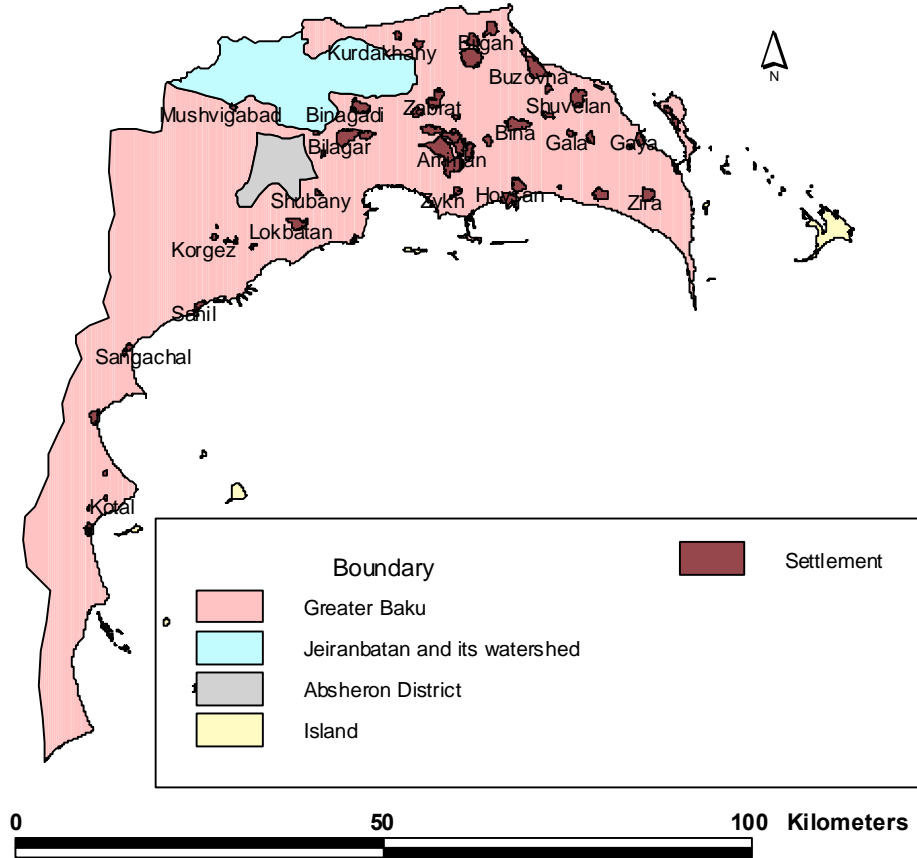 Kurdakhany
Bilgah
Buzovna
N
Mushvigabad
Binagadi
Zabrat
Shuvelan
Bilagar
Bina
Gala
Gaya
Amman
Shubany
Zykh
Hovsan
Zira
Lokbatan
Korgez
Sahil
Sangachal
Kotal
Boundary
Settlement
Greater Baku
Jeiranbatan and its watershed
Absheron District
Island
0 50 100 Kilometers